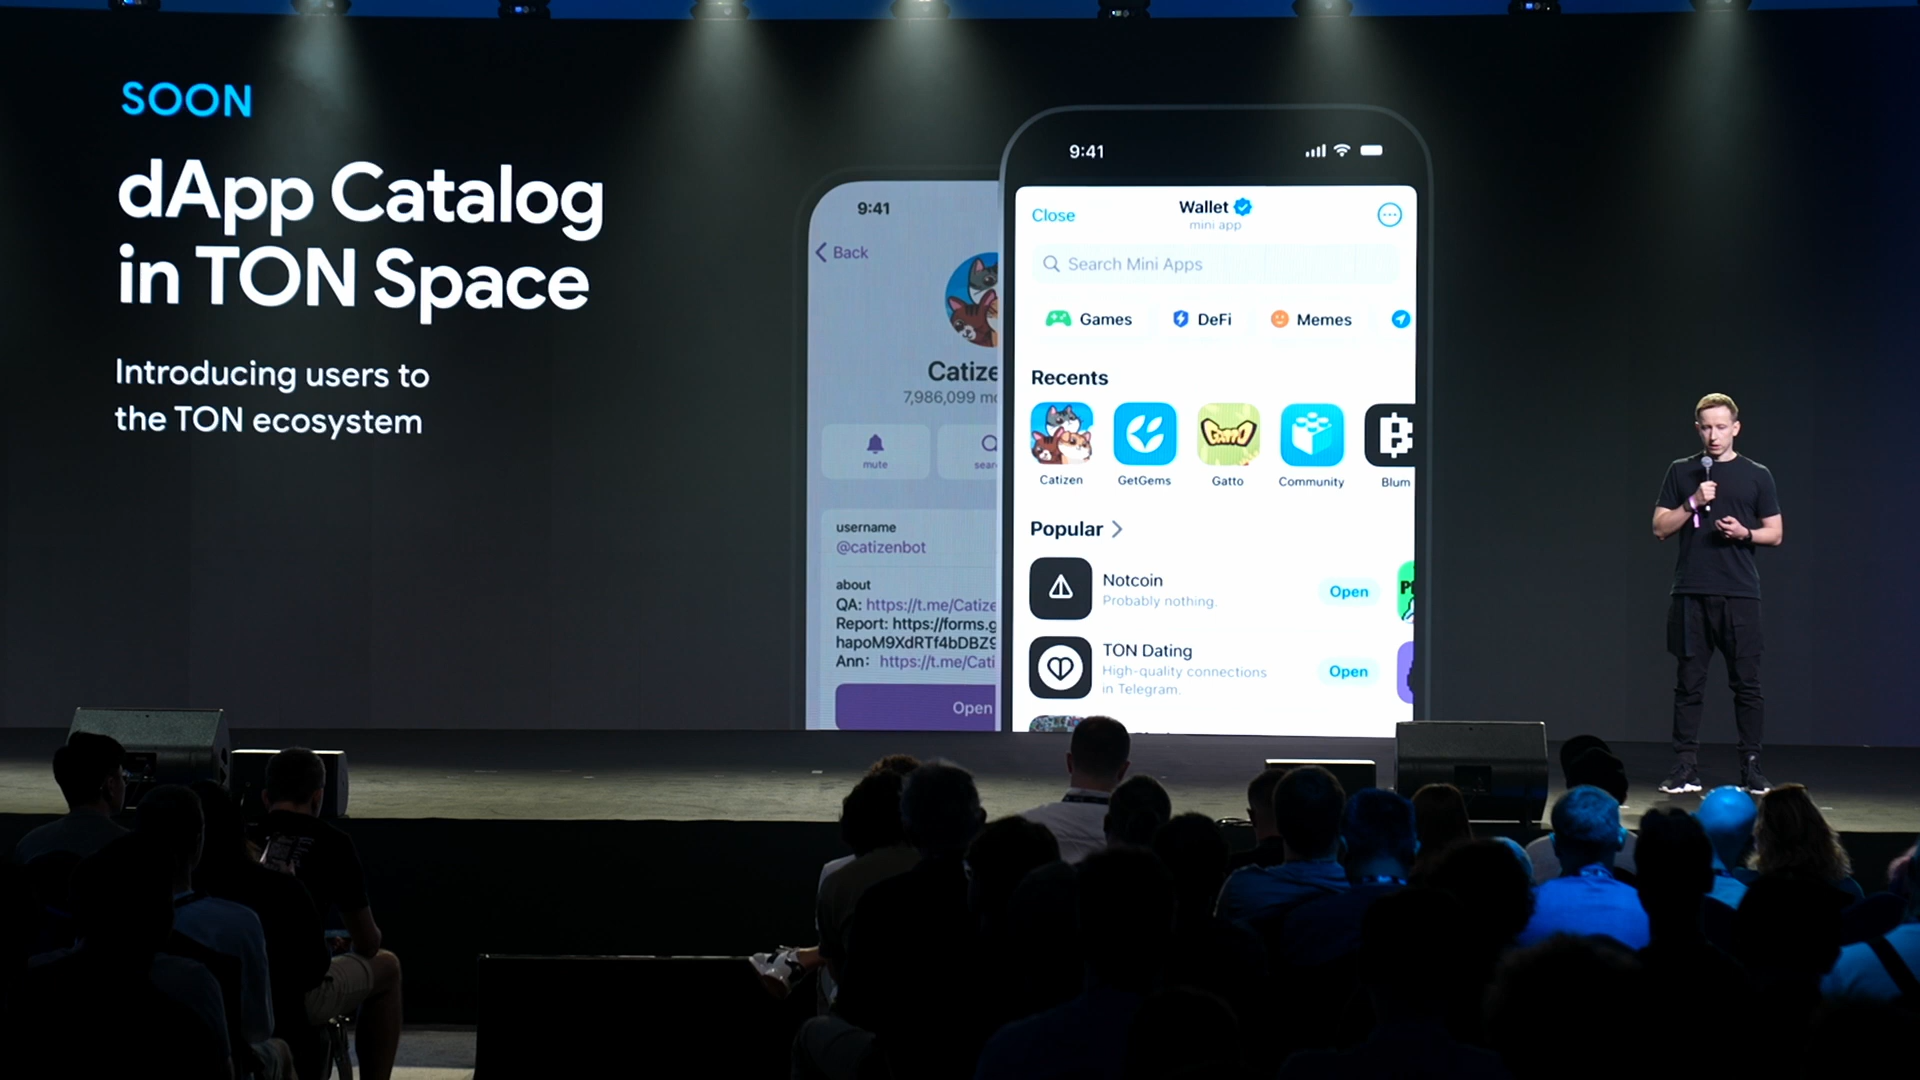 SOON
dApp Catalog
in TON Space
Introducing users to
the TON ecosystem
9:41
Back
7,986,099
mute
username
@catizenbot
about
QA: https://t.me/Catize
Report: https://forms.g
hapoM9XdRTf4bDBZ9
Ann: https://t.me/Cati
Open
9:41
Close
Wallet
mini app
Search Mini Apps
Games DeFi Memes
Recents
GATTO
Catizen GetGems Gatto Community Blum
Popular
Notcoin
Probably nothing.
Open
TON Dating
High-quality connections
in Telegram.
Open